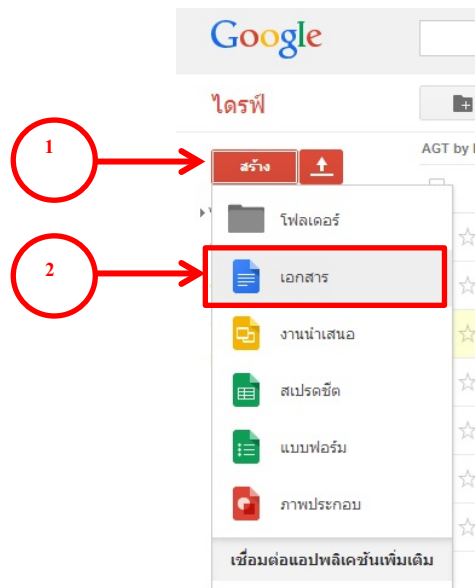 Google
ไดรฟ์
AGT by
1
สร้าง
โฟลเดอร์
2
เอกสาร
งานนำเสนอ
สเปรดชีต
แบบฟอร์ม
ภาพประกอบ
เชื่อมต่อแอปพลิเคชันเพิ่มเติม